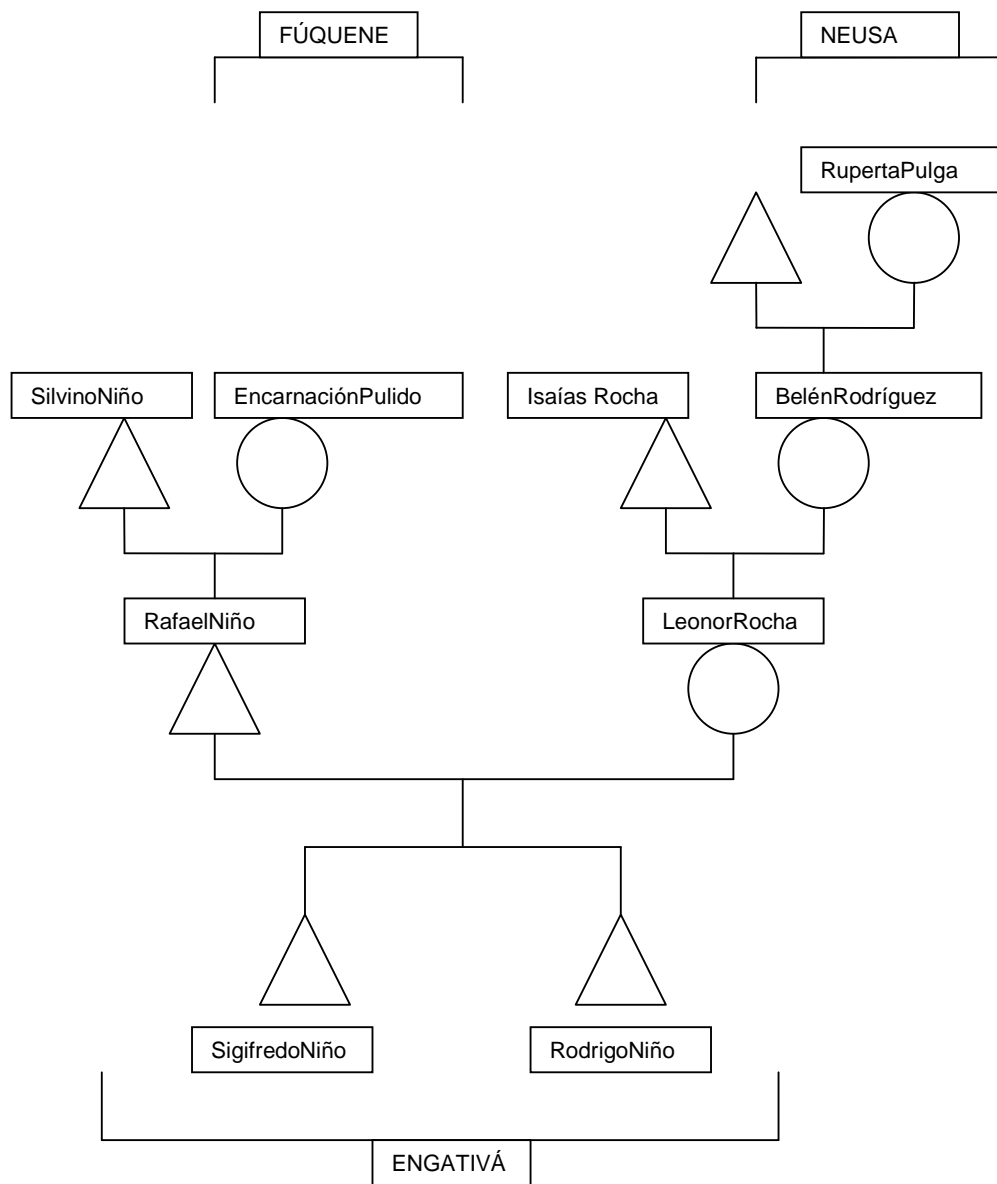 FÚQUENE
NEUSA
RupertaPulga
SilvinoNiño
EncarnaciónPulido
Isaías Rocha
BelénRodríguez
RafaelNiño
LeonorRocha
SigifredoNiño
RodrigoNiño
ENGATIVÁ